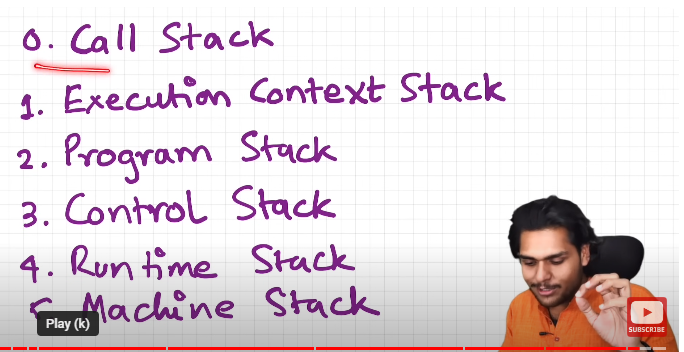 0. Call Stack
1. Execution Context Stack
2. Program Stack
3. Control Stack
4. Runtime Stack
Machine Stack
Play (k)
SUBSCRIBE